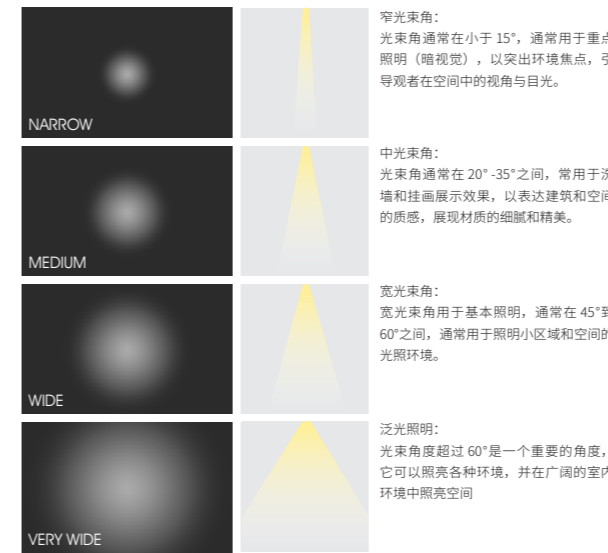 窄光束角：
光束角通常在小于 15°，通常用于重点
照明（暗视觉），以突出环境焦点，引
导观者在空间中的视角与目光。
NARROW
中光束角：
光束角通常在 20° -35°之间，常用于洗
墙和挂画展示效果，以表达建筑和空间
的质感，展现材质的细腻和精美。
MEDIUM
宽光束角：
宽光束角用于基本照明，通常在 45°到
60°之间，通常用于照明小区域和空间的
光照环境。
WIDE
泛光照明：
光束角度超过 60°是一个重要的角度，
它可以照亮各种环境，并在广阔的室内
环境中照亮空间
VERY WIDE